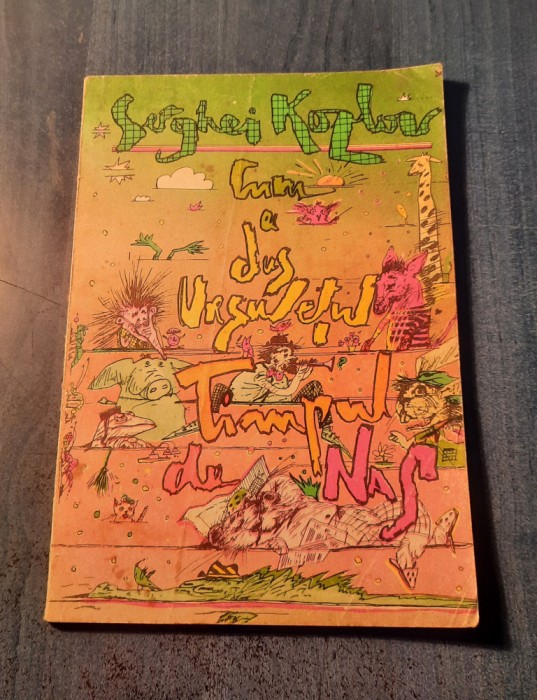 Serghei Kozlov
Cum
a
dus
Ursulețul
Timpul
de NAS